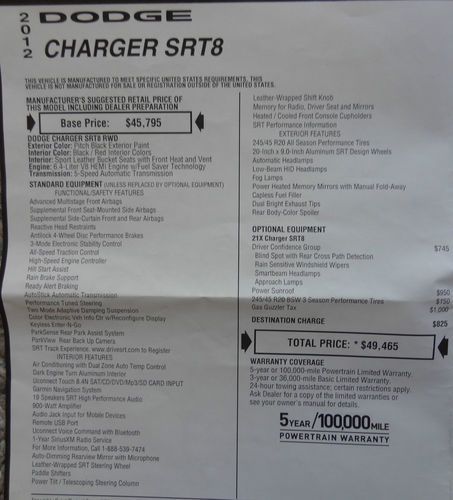 2012
DODGE
CHARGER SRT8
THIS VEHICLE IS MANUFACTURED TO MEET SPECIFIC UNITED STATES REQUIREMENTS. THIS
VEHICLE IS NOT MANUFACTURED FOR SALE OR REGISTRATION OUTSIDE OF THE UNITED STATES.
MANUFACTURER'S SUGGESTED RETAIL PRICE OF
THIS MODEL INCLUDING DEALER PREPARATION
Base Price: $45,795
DODGE CHARGER SRT8 RWD
Exterior Color: Pitch Black Exterior Paint
Interior Color: Black / Red Interior Colors
Interior: Sport Leather Bucket Seats with Front Heat and Vent
Engine: 6.4-Liter V8 HEMI Engine w/Fuel Saver Technology
Transmission: 5-Speed Automatic Transmission
STANDARD EQUIPMENT (UNLESS REPLACED BY OPTIONAL EQUIPMENT)
FUNCTIONAL/SAFETY FEATURES
Advanced Multistage Front Airbags
Supplemental Front Seat-Mounted Side Airbags
Supplemental Side-Curtain Front and Rear Airbags
Reactive Head Restraints
Antilock 4-Wheel Disc Performance Brakes
3-Mode Electronic Stability Control
All-Speed Traction Control
High-Speed Engine Controller
Hill Start Assist
Rain Brake Support
Ready Alert Braking
AutoStick Automatic Transmission
Performance Tuned Steering
Two Mode Adaptive Damping Suspension
Color Electronic Veh Info Ctr w/Reconfigure Display
Keyless Enter-N-Go
ParkSense Rear Park Assist System
ParkView Rear Back Up Camera
SRT Track Experience: www.drivesrt.com to Register
INTERIOR FEATURES
Air Conditioning with Dual Zone Auto Temp Control
Dark Engine Turn Aluminum Interior
Uconnect Touch 8.4N SAT/CD/DVD/Mp3/SD CARD INPUT
Garmin Navigation System
19 Speakers SRT High Performance Audio
900-Watt Amplifier
Audio Jack Input for Mobile Devices
Remote USB Port
Uconnect Voice Command with Bluetooth
1-Year SiriusXM Radio Service
For More Information, Call 1-888-539-7474
Auto-Dimming Rearview Mirror with Microphone
Leather-Wrapped SRT Steering Wheel
Paddle Shifters
Power Tilt / Telescoping Steering Column
Leather-Wrapped Shift Knob
Memory for Radio, Driver Seat and Mirrors
Heated / Cooled Front Console Cupholders
SRT Performance Information
EXTERIOR FEATURES
245/45 R20 All Season Performance Tires
20-Inch x 9.0-Inch Aluminum SRT Design Wheels
Automatic Headlamps
Low-Beam HID Headlamps
Fog Lamps
Power Heated Memory Mirrors with Manual Fold-Away
Capless Fuel Filler
Dual Bright Exhaust Tips
Rear Body-Color Spoiler
OPTIONAL EQUIPMENT
21X Charger SRT8
Driver Confidence Group $745
Blind Spot with Rear Cross Path Detection
Rain Sensitive Windshield Wipers
Smartbeam Headlamps
Approach Lamps
Power Sunroof $950
245/45 R20 BSW 3 Season Performance Tires $150
Gas Guzzler Tax $1,000
DESTINATION CHARGE $825
TOTAL PRICE: * $49,465
WARRANTY COVERAGE
5-year or 100,000-mile Powertrain Limited Warranty.
3-year or 36,000-mile Basic Limited Warranty.
24-hour towing assistance; certain restrictions apply.
Ask Dealer for a copy of the limited warranties or
see your owner's manual for details.
5 YEAR/100,000 MILE
POWERTRAIN WARRANTY